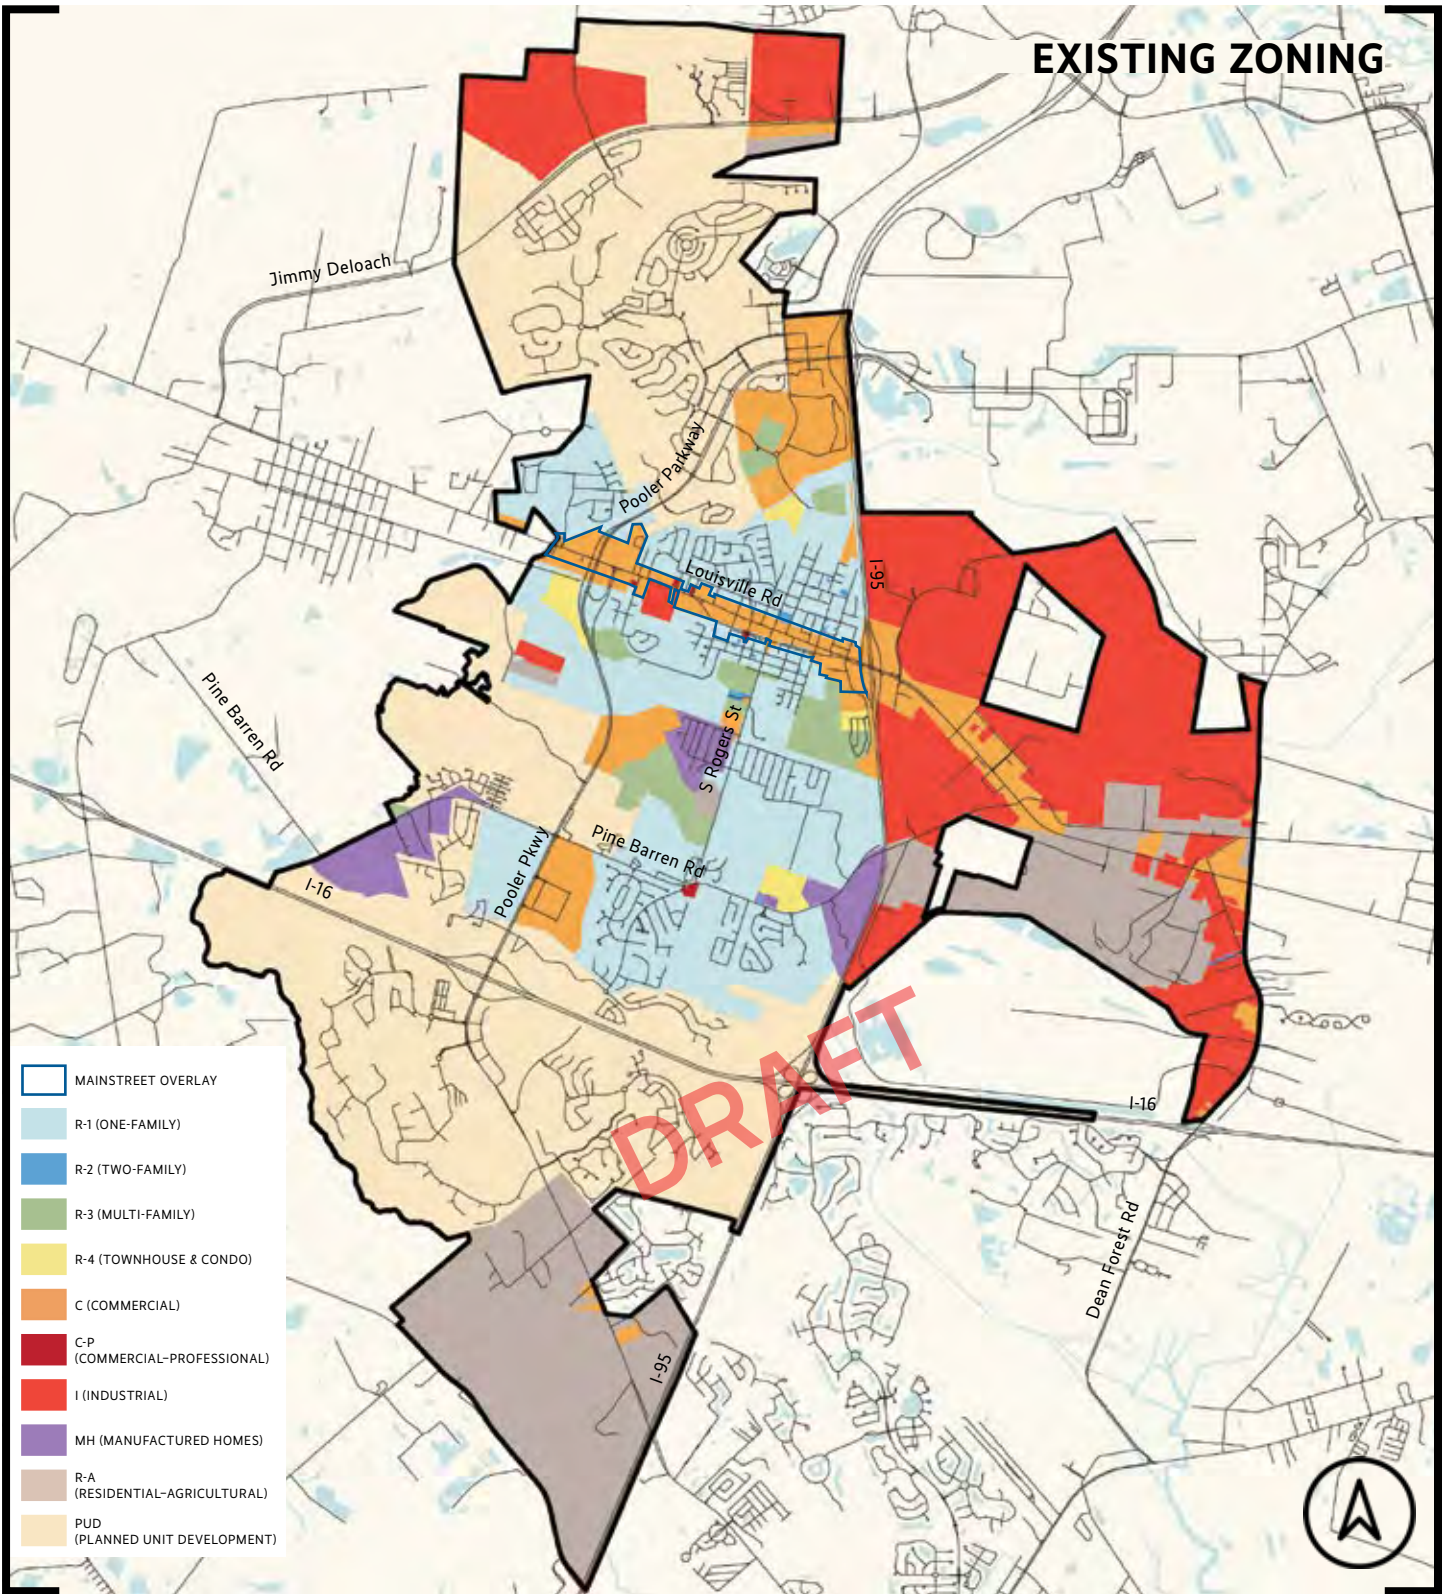 EXISTING ZONING
Jimmy Deloach
Pooler Parkway
I-95
Louisville Rd
Pine Barren Rd
S Rogers St
Pine Barren Rd
Pooler Pkwy
I-16
DRAFT
I-16
Dean Forest Rd
I-95
MAINSTREET OVERLAY
R-1 (ONE-FAMILY)
R-2 (TWO-FAMILY)
R-3 (MULTI-FAMILY)
R-4 (TOWNHOUSE & CONDO)
C (COMMERCIAL)
C-P
(COMMERCIAL–PROFESSIONAL)
I (INDUSTRIAL)
MH (MANUFACTURED HOMES)
R-A
(RESIDENTIAL–AGRICULTURAL)
PUD
(PLANNED UNIT DEVELOPMENT)